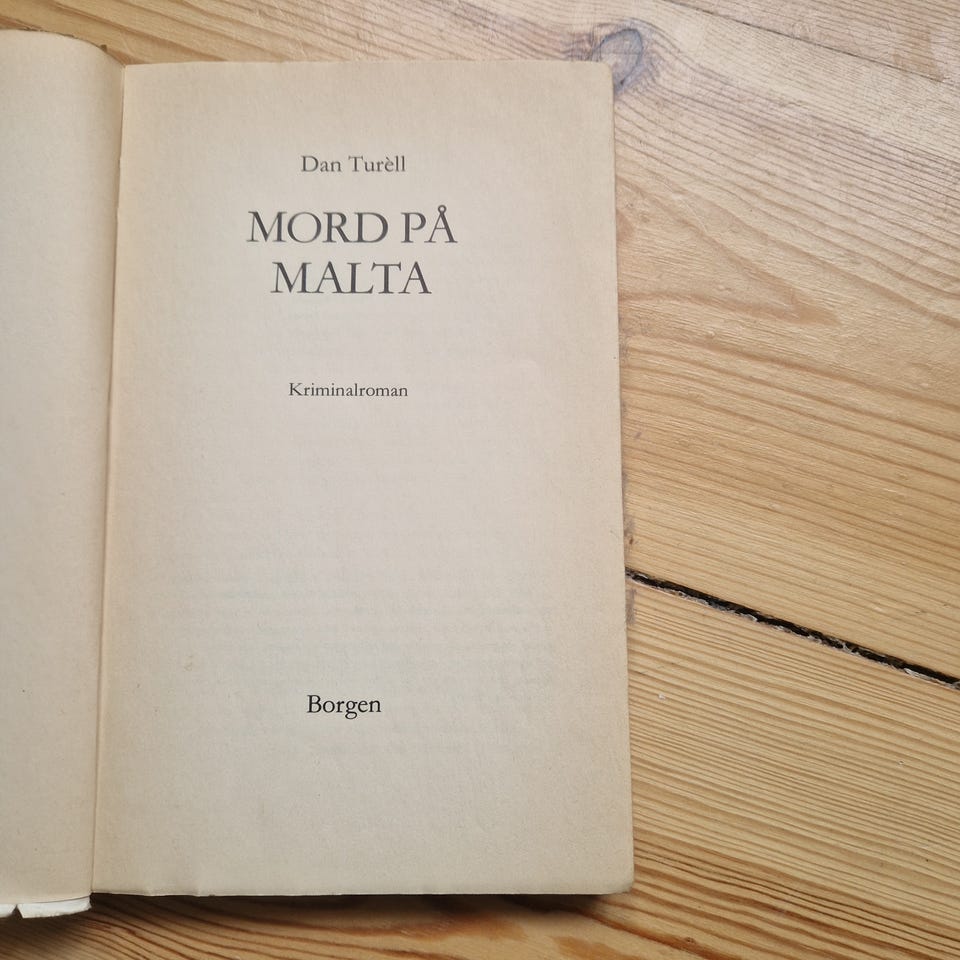 Dan Turèll
MORD PÅ
MALTA
Kriminalroman
Borgen